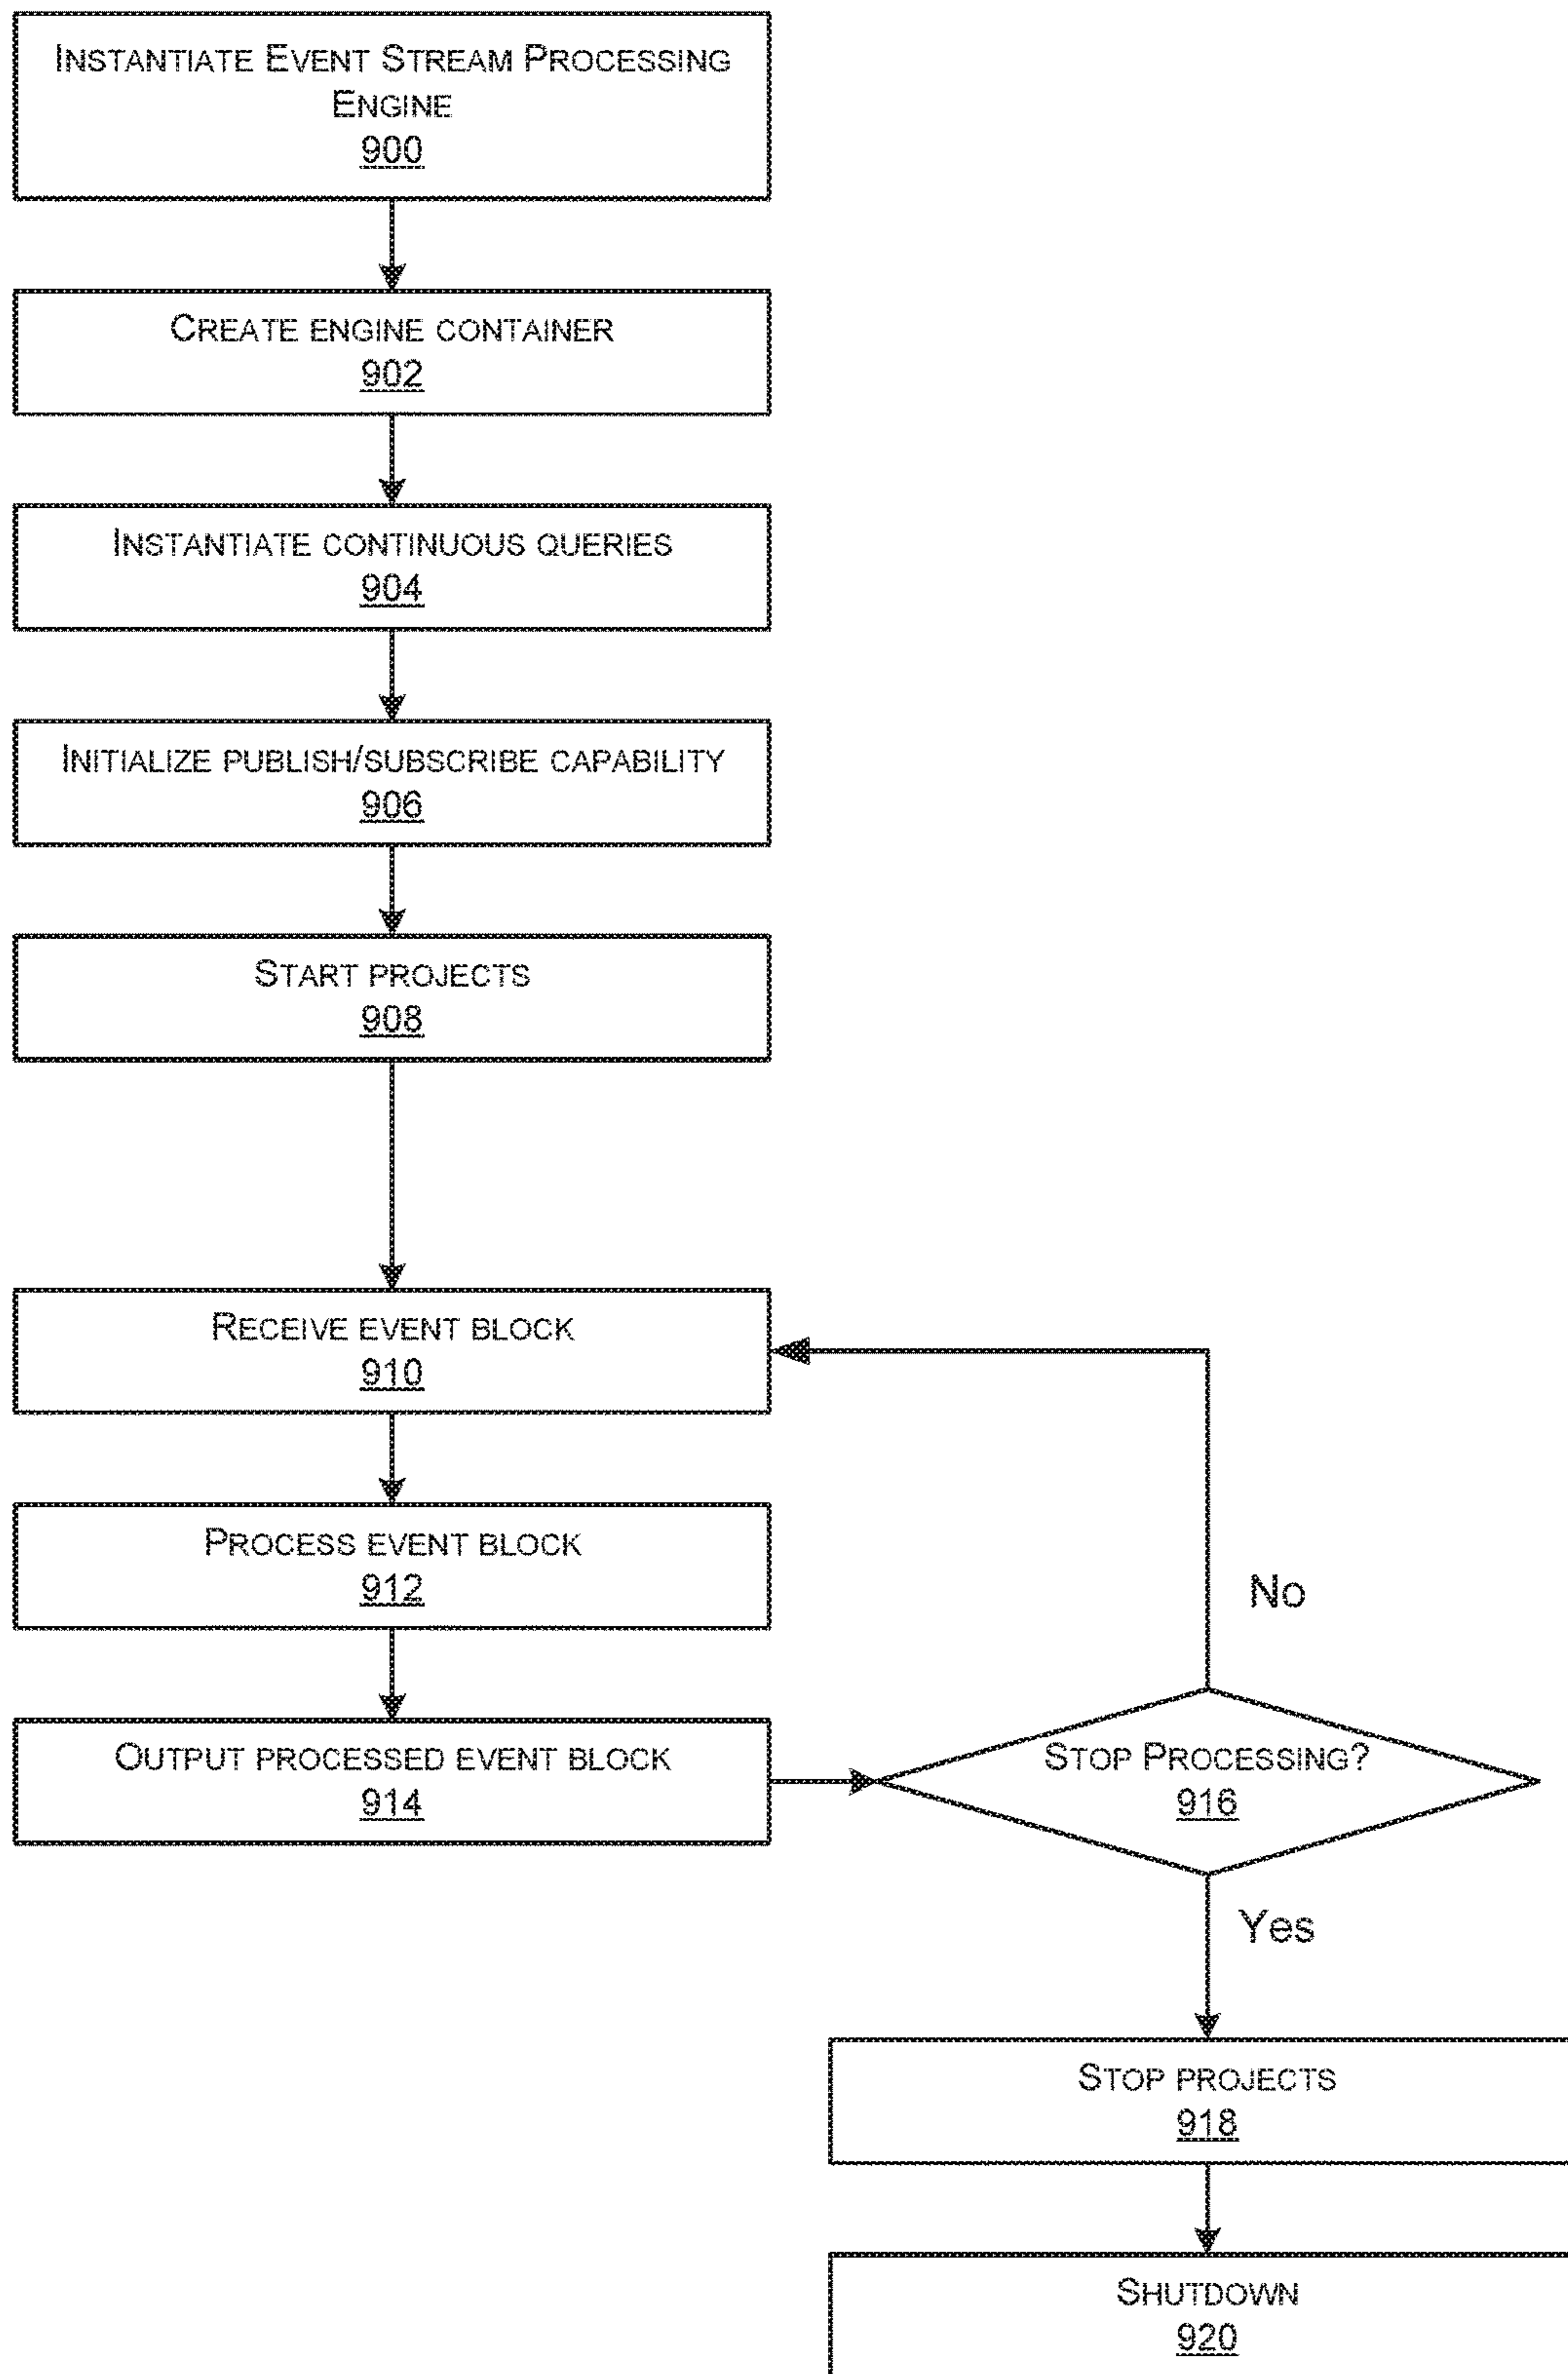 INSTANTIATE EVENT STREAM PROCESSING
ENGINE
900
CREATE ENGINE CONTAINER
902
INSTANTIATE CONTINUOUS QUERIES
904
INITIALIZE PUBLISH/SUBSCRIBE CAPABILITY
906
START PROJECTS
908
RECEIVE EVENT BLOCK
910
PROCESS EVENT BLOCK
912
No
OUTPUT PROCESSED EVENT BLOCK
914
STOP PROCESSING?
916
Yes
STOP PROJECTS
918
SHUTDOWN
920